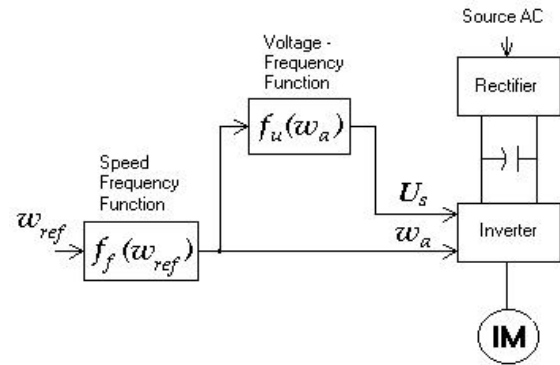 Source AC
Rectifier
Voltage -
Frequency
Function
f_u(w_a)
Speed
Frequency
Function
w_ref
f_f(w_ref)
U_s
w_a
Inverter
IM